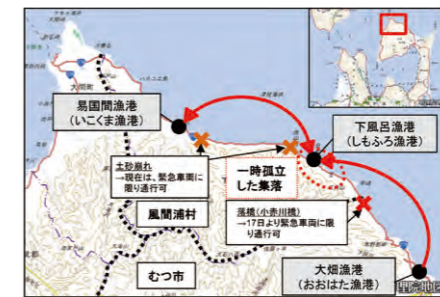 大間町
易国間漁港
(いこくま漁港)
下風呂漁港
(しもふろ漁港)
土砂崩れ
→現在は、緊急車両に
限り通行可
一時孤立
した集落
風間浦村
落橋(小赤川橋)
→17日より緊急車両に限
り通行可
むつ市
大畑漁港
(おおはた漁港)